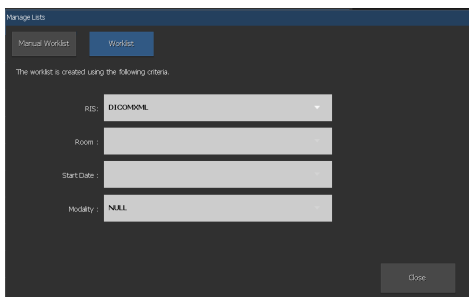 Manage Lists
Manual Worklist
Worklist
The worklist is created using the following criteria.
RIS: DICOMXML
Room :
Start Date :
Modality : NULL
Close